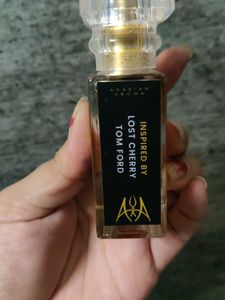 ARABIAN
AROMA
INSPIRED BY
LOST CHERRY
TOM FORD